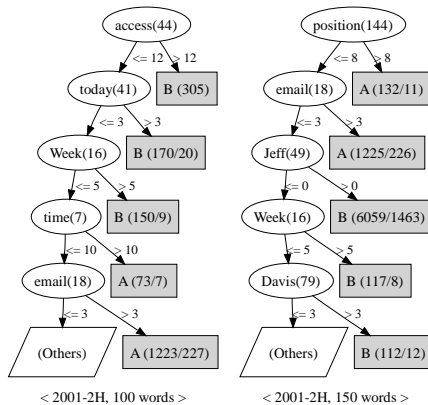 access(44)
<= 12 > 12
today(41) B (305)
<= 3 > 3
Week(16) B (170/20)
<= 5 > 5
time(7) B (150/9)
<= 10 > 10
email(18) A (73/7)
<= 3 > 3
(Others) A (1223/227)
< 2001-2H, 100 words >
position(144)
<= 8 > 8
email(18) A (132/11)
<= 3 > 3
Jeff(49) A (1225/226)
<= 0 > 0
Week(16) B (6059/1463)
<= 5 > 5
Davis(79) B (117/8)
<= 3 > 3
(Others) B (112/12)
< 2001-2H, 150 words >